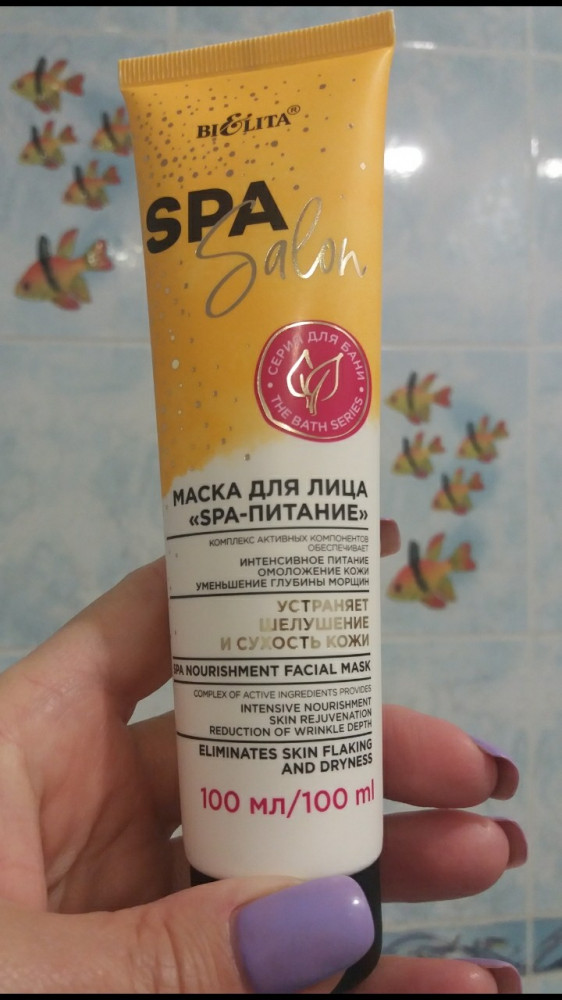 BIELITA®
SPA
Salon
• СЕРИЯ ДЛЯ БАНИ •
THE BATH SERIES
МАСКА ДЛЯ ЛИЦА
«SPA-ПИТАНИЕ»
КОМПЛЕКС АКТИВНЫХ КОМПОНЕНТОВ
ОБЕСПЕЧИВАЕТ
ИНТЕНСИВНОЕ ПИТАНИЕ
ОМОЛОЖЕНИЕ КОЖИ
УМЕНЬШЕНИЕ ГЛУБИНЫ МОРЩИН
УСТРАНЯЕТ
ШЕЛУШЕНИЕ
И СУХОСТЬ КОЖИ
SPA NOURISHMENT FACIAL MASK
COMPLEX OF ACTIVE INGREDIENTS PROVIDES
INTENSIVE NOURISHMENT
SKIN REJUVENATION
REDUCTION OF WRINKLE DEPTH
ELIMINATES SKIN FLAKING
AND DRYNESS
100 мл/100 ml